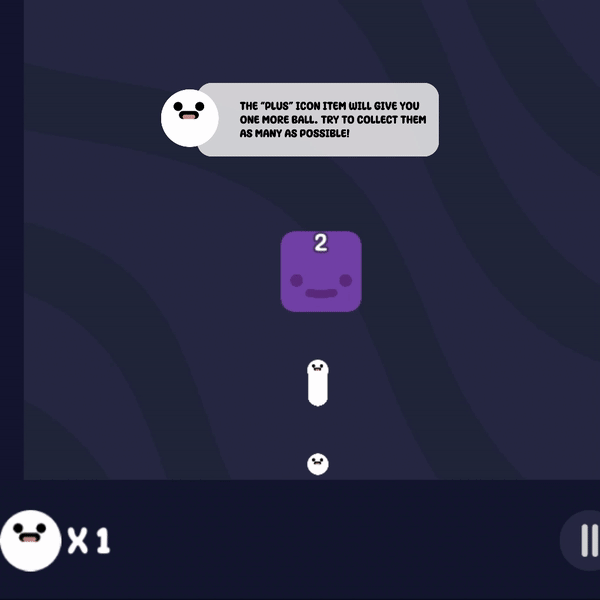 THE "PLUS" ICON ITEM WILL GIVE YOU
ONE MORE BALL. TRY TO COLLECT THEM
AS MANY AS POSSIBLE!
2
X 1